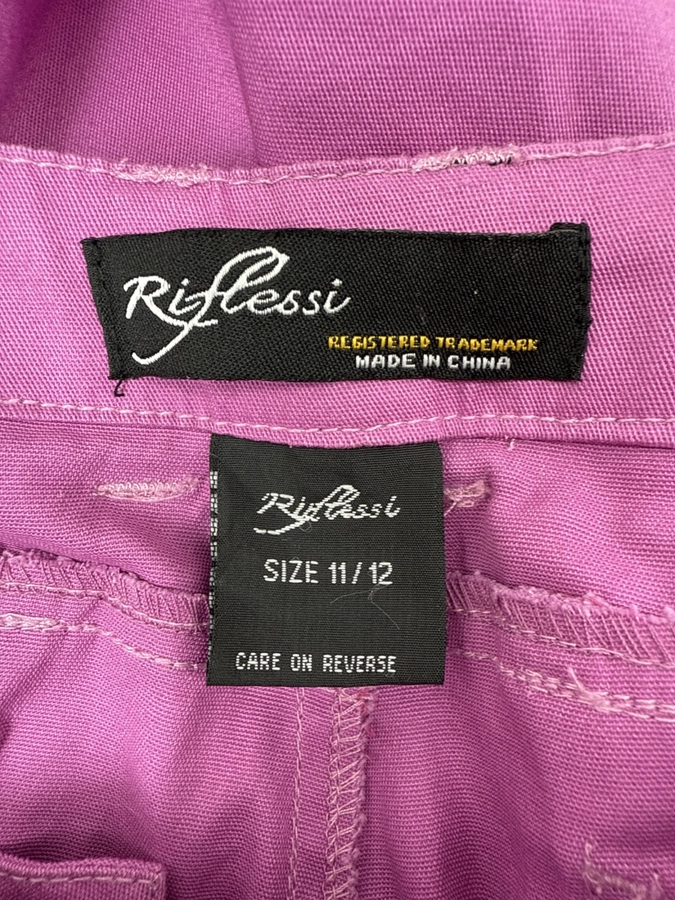 Riflessi
REGISTERED TRADEMARK
MADE IN CHINA
Riflessi
SIZE 11/12
CARE ON REVERSE